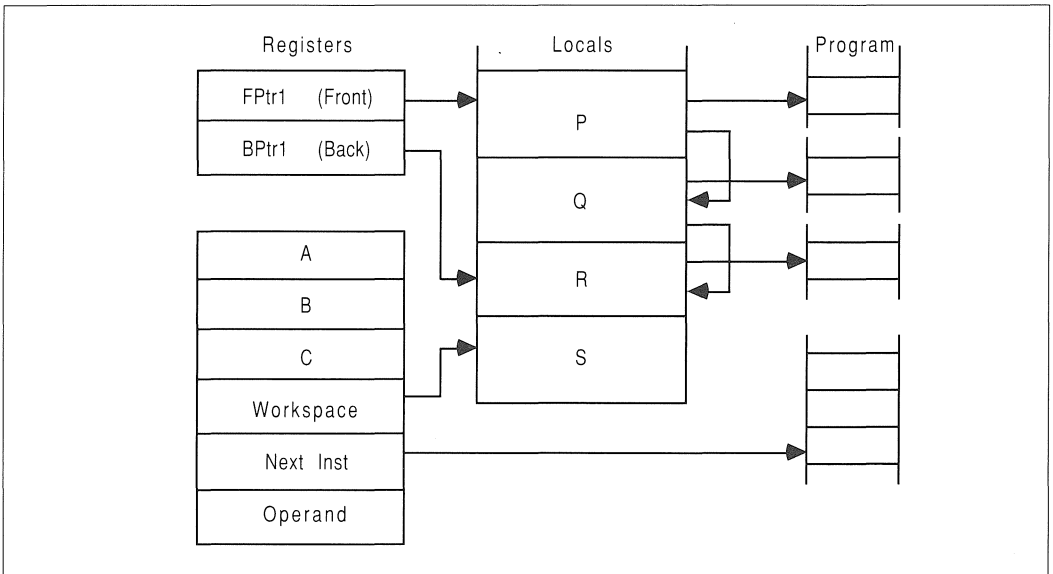 Registers
FPtr1 (Front)
BPtr1 (Back)
A
B
C
Workspace
Next Inst
Operand
Locals
P
Q
R
S
Program